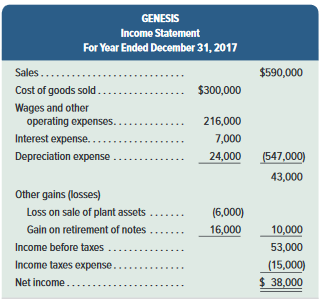 GENESIS
Income Statement
For Year Ended December 31, 2017
Sales . . . . . . . . . . . . . . . . . . . . . . . . . . $590,000
Cost of goods sold . . . . . . . . . . . . . . . . $300,000
Wages and other
operating expenses. . . . . . . . . . . . . 216,000
Interest expense. . . . . . . . . . . . . . . . . . 7,000
Depreciation expense . . . . . . . . . . . . . 24,000 (547,000)
43,000
Other gains (losses)
Loss on sale of plant assets . . . . . . . (6,000)
Gain on retirement of notes . . . . . . . 16,000 10,000
Income before taxes . . . . . . . . . . . . . . 53,000
Income taxes expense . . . . . . . . . . . . . (15,000)
Net income . . . . . . . . . . . . . . . . . . . . . $ 38,000